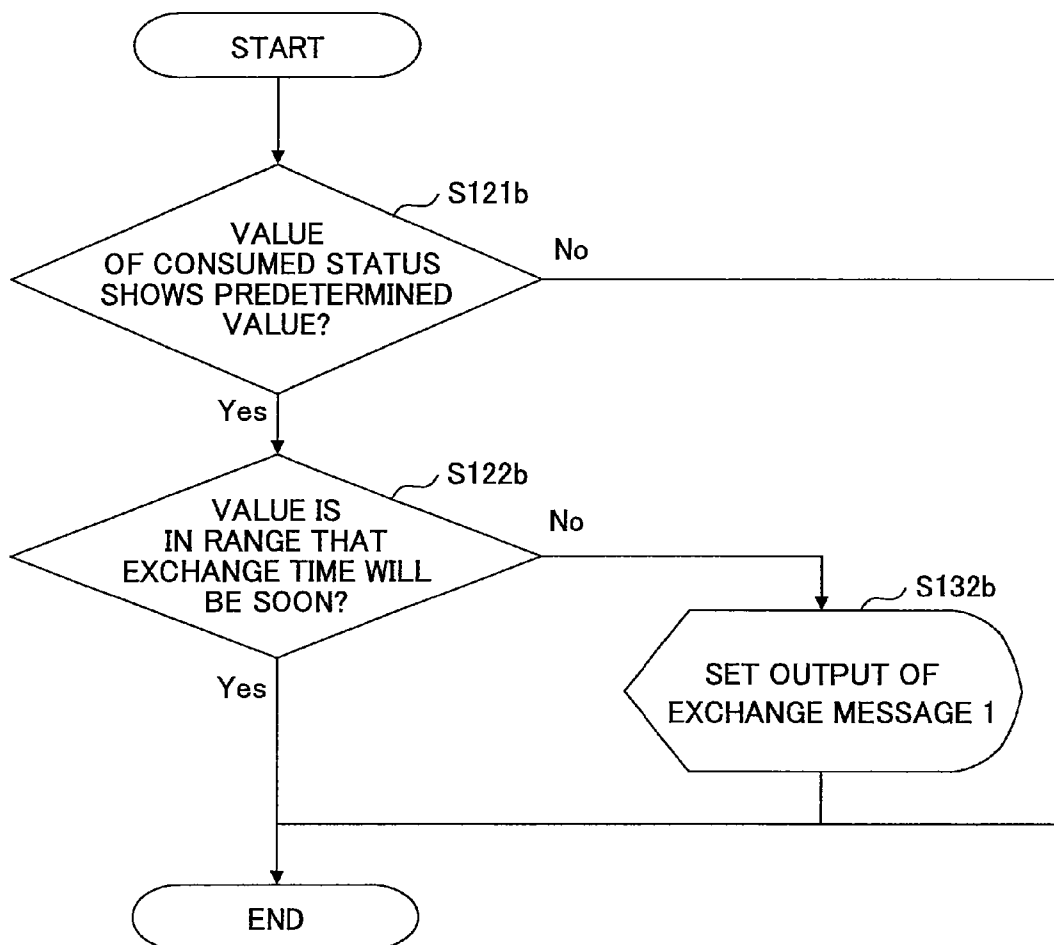 START
S121b
VALUE
OF CONSUMED STATUS
SHOWS PREDETERMINED
VALUE?
No
Yes
S122b
VALUE IS
IN RANGE THAT
EXCHANGE TIME WILL
BE SOON?
No
Yes
S132b
SET OUTPUT OF
EXCHANGE MESSAGE 1
END